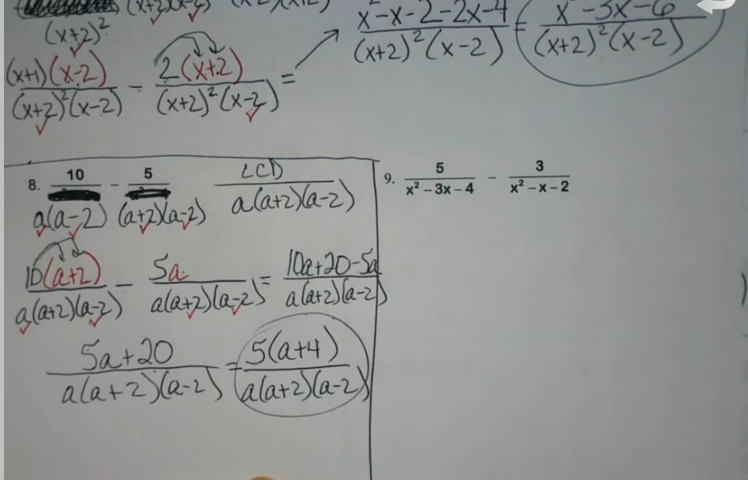 (x+2)²
x²-x-2-2x-4/(x+2)²(x-2) = x²-3x-6/(x+2)²(x-2)
(x+1)(x-2)/(x+2)²(x-2) - 2(x+2)/(x+2)²(x-2) =
8. 10/a(a-2) - 5/(a+2)(a-2) LCD a(a+2)(a-2)
10(a+2)/a(a+2)(a-2) - 5a/a(a+2)(a-2) = 10a+20-5a/a(a+2)(a-2)
5a+20/a(a+2)(a-2) = 5(a+4)/a(a+2)(a-2)
9. 5/x² - 3x - 4 - 3/x² - x - 2